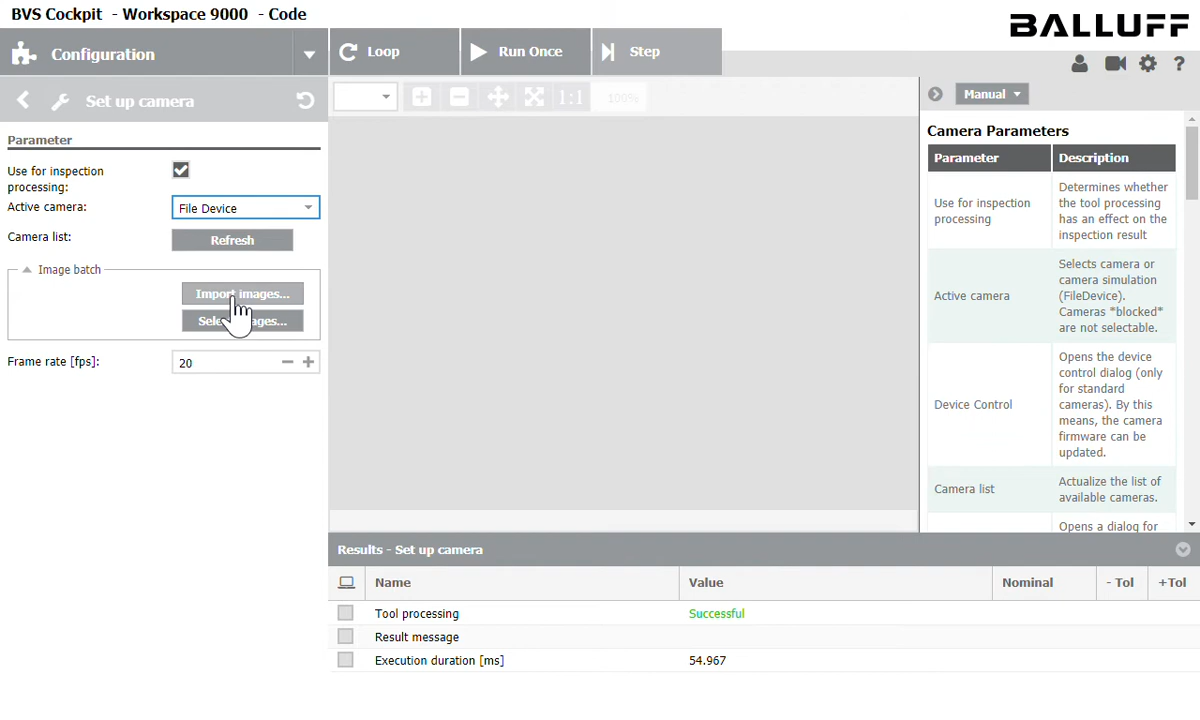 BVS Cockpit - Workspace 9000 - Code
BALLUFF
Configuration
Loop
Run Once
Step
Set up camera
1:1
100%
Manual
Parameter
Use for inspection
processing:
Active camera:
File Device
Camera list:
Refresh
Image batch
Import images...
Frame rate [fps]:
20
Camera Parameters
Parameter
Description
Use for inspection
processing
Determines whether
the tool processing
has an effect on the
inspection result
Active camera
Selects camera or
camera simulation
(FileDevice).
Cameras *blocked*
are not selectable.
Device Control
Opens the device
control dialog (only
for standard
cameras). By this
means, the camera
firmware can be
updated.
Camera list
Actualize the list of
available cameras.
Opens a dialog for
Results - Set up camera
Name
Value
Nominal
- Tol
+Tol
Tool processing
Successful
Result message
Execution duration [ms]
54.967